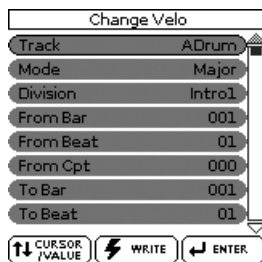 Change Velo
Track ADrum
Mode Major
Division Intro1
From Bar 001
From Beat 01
From Cpt 000
To Bar 001
To Beat 01
CURSOR /VALUE WRITE ENTER